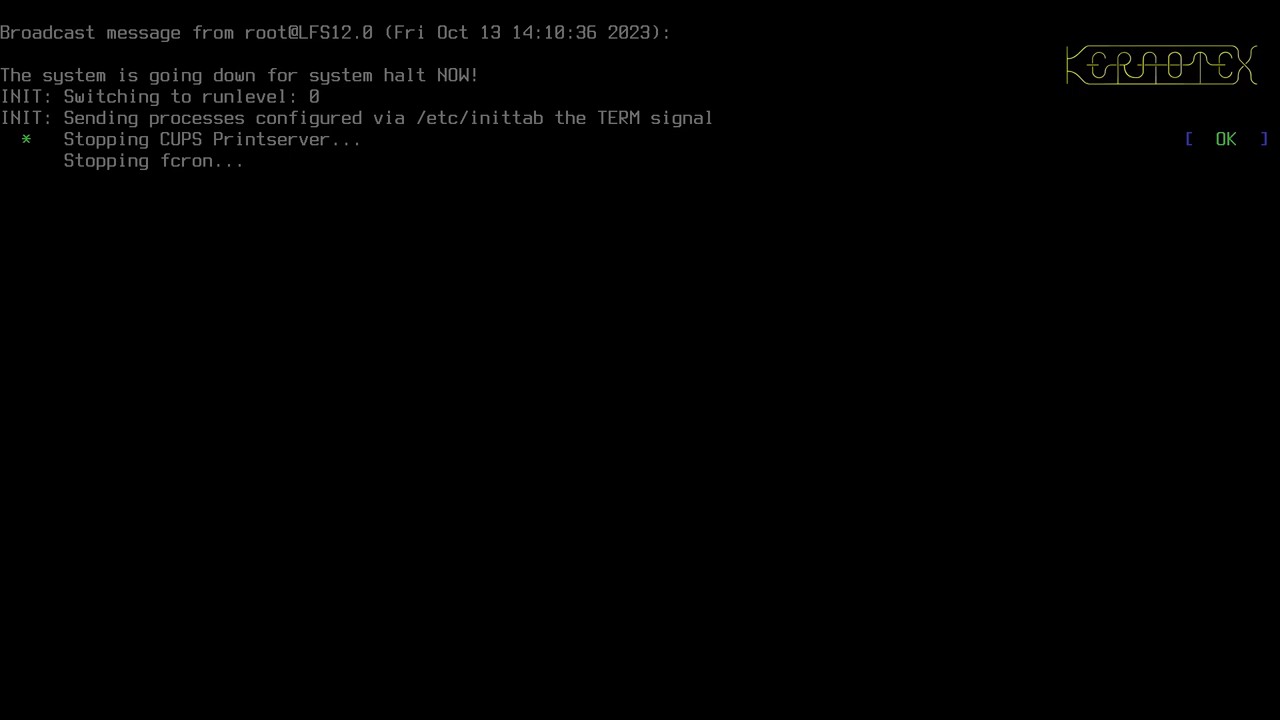 Broadcast message from root@LFS12.0 (Fri Oct 13 14:10:36 2023):
KERNOTEX
The system is going down for system halt NOW!
INIT: Switching to runlevel: 0
INIT: Sending processes configured via /etc/inittab the TERM signal
* Stopping CUPS Printserver... [ OK ]
Stopping fcron...